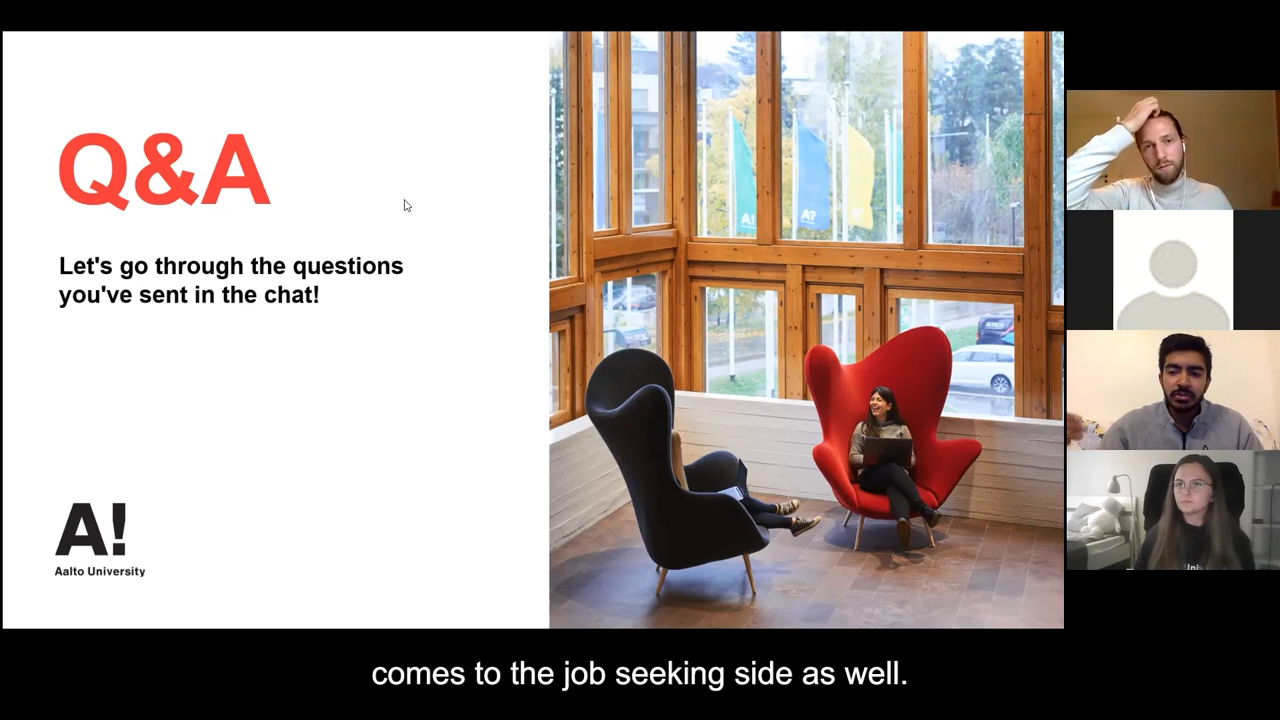 Q&A
Let's go through the questions
you've sent in the chat!
A!
Aalto University
A!
A?
comes to the job seeking side as well.